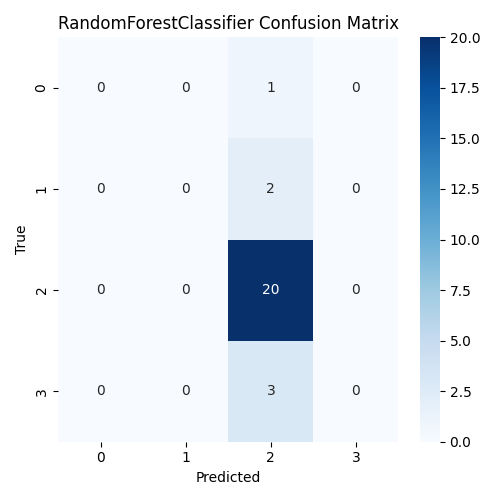 RandomForestClassifier Confusion Matrix
True
0 0 0 1 0
1 0 0 2 0
2 0 0 20 0
3 0 0 3 0
0 1 2 3
Predicted
20.0
17.5
15.0
12.5
10.0
7.5
5.0
2.5
0.0